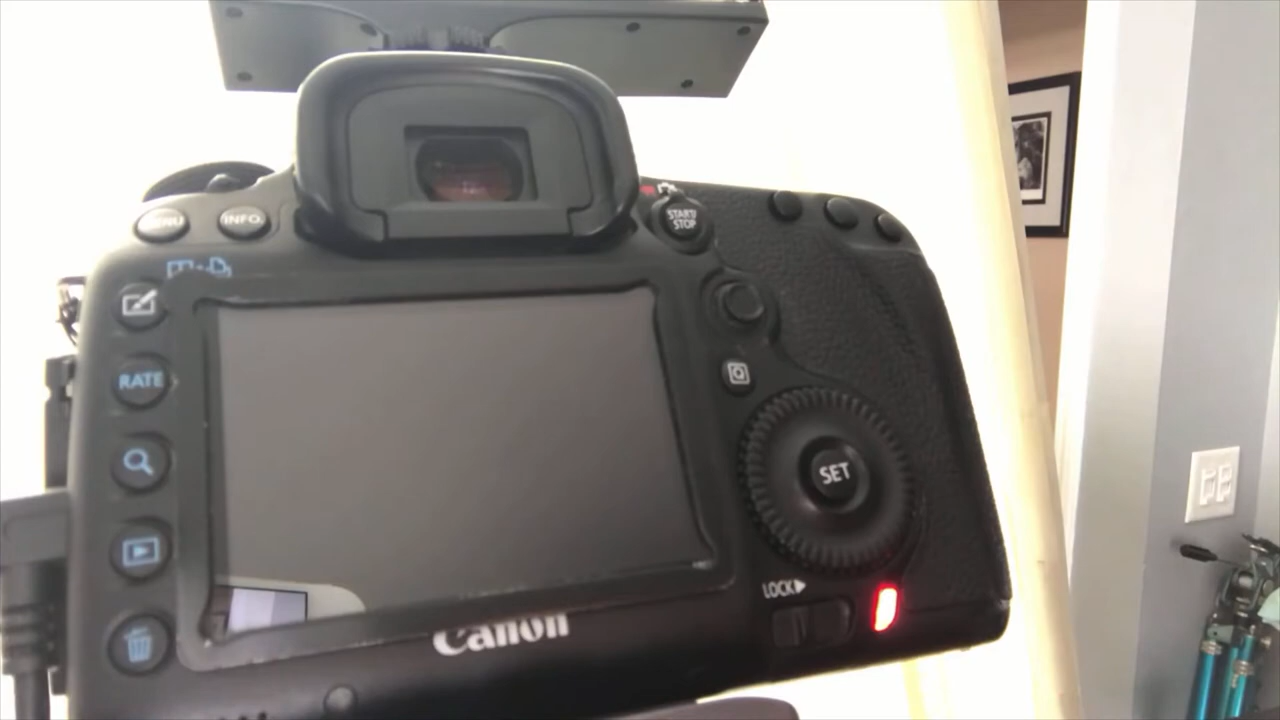 MENU
INFO.
START/
STOP
RATE
SET
LOCK▶
Canon